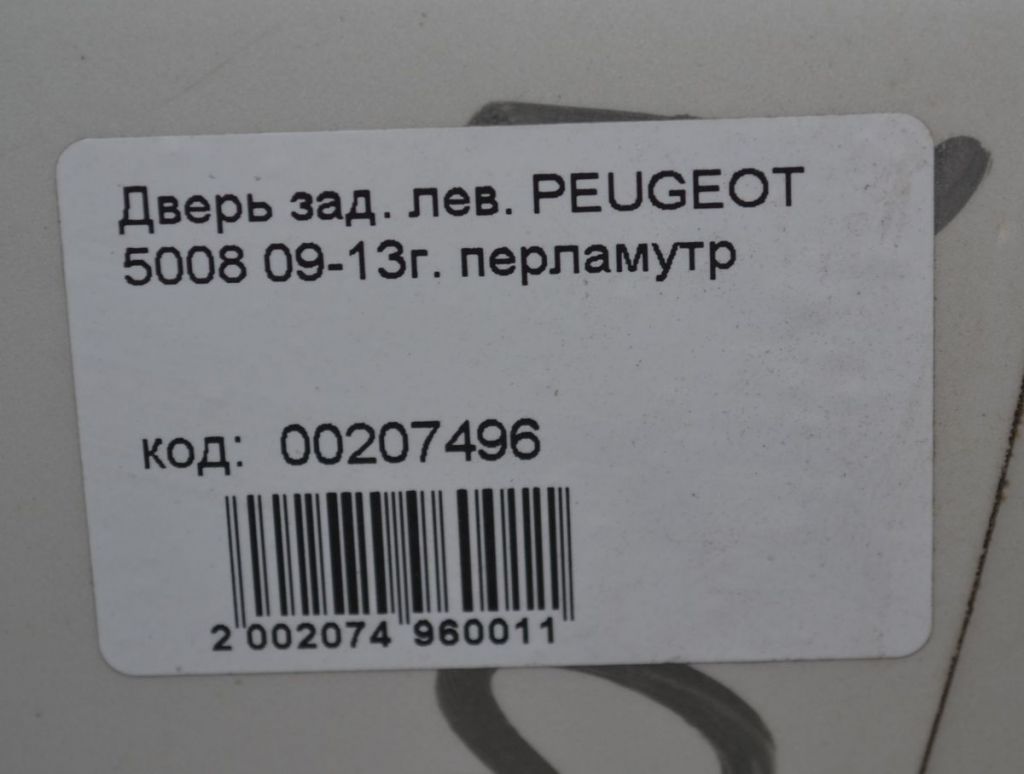 Дверь зад. лев. PEUGEOT
5008 09-13г. перламутр
код: 00207496
2 002074 960011